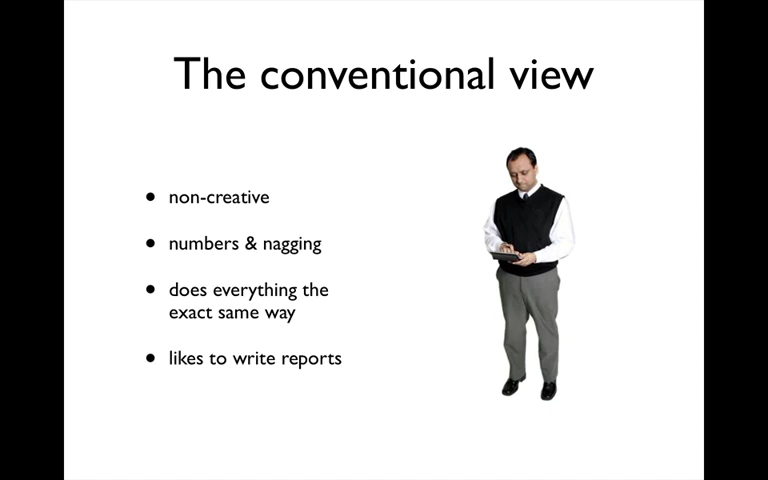 The conventional view
• non-creative
• numbers & nagging
• does everything the
exact same way
• likes to write reports